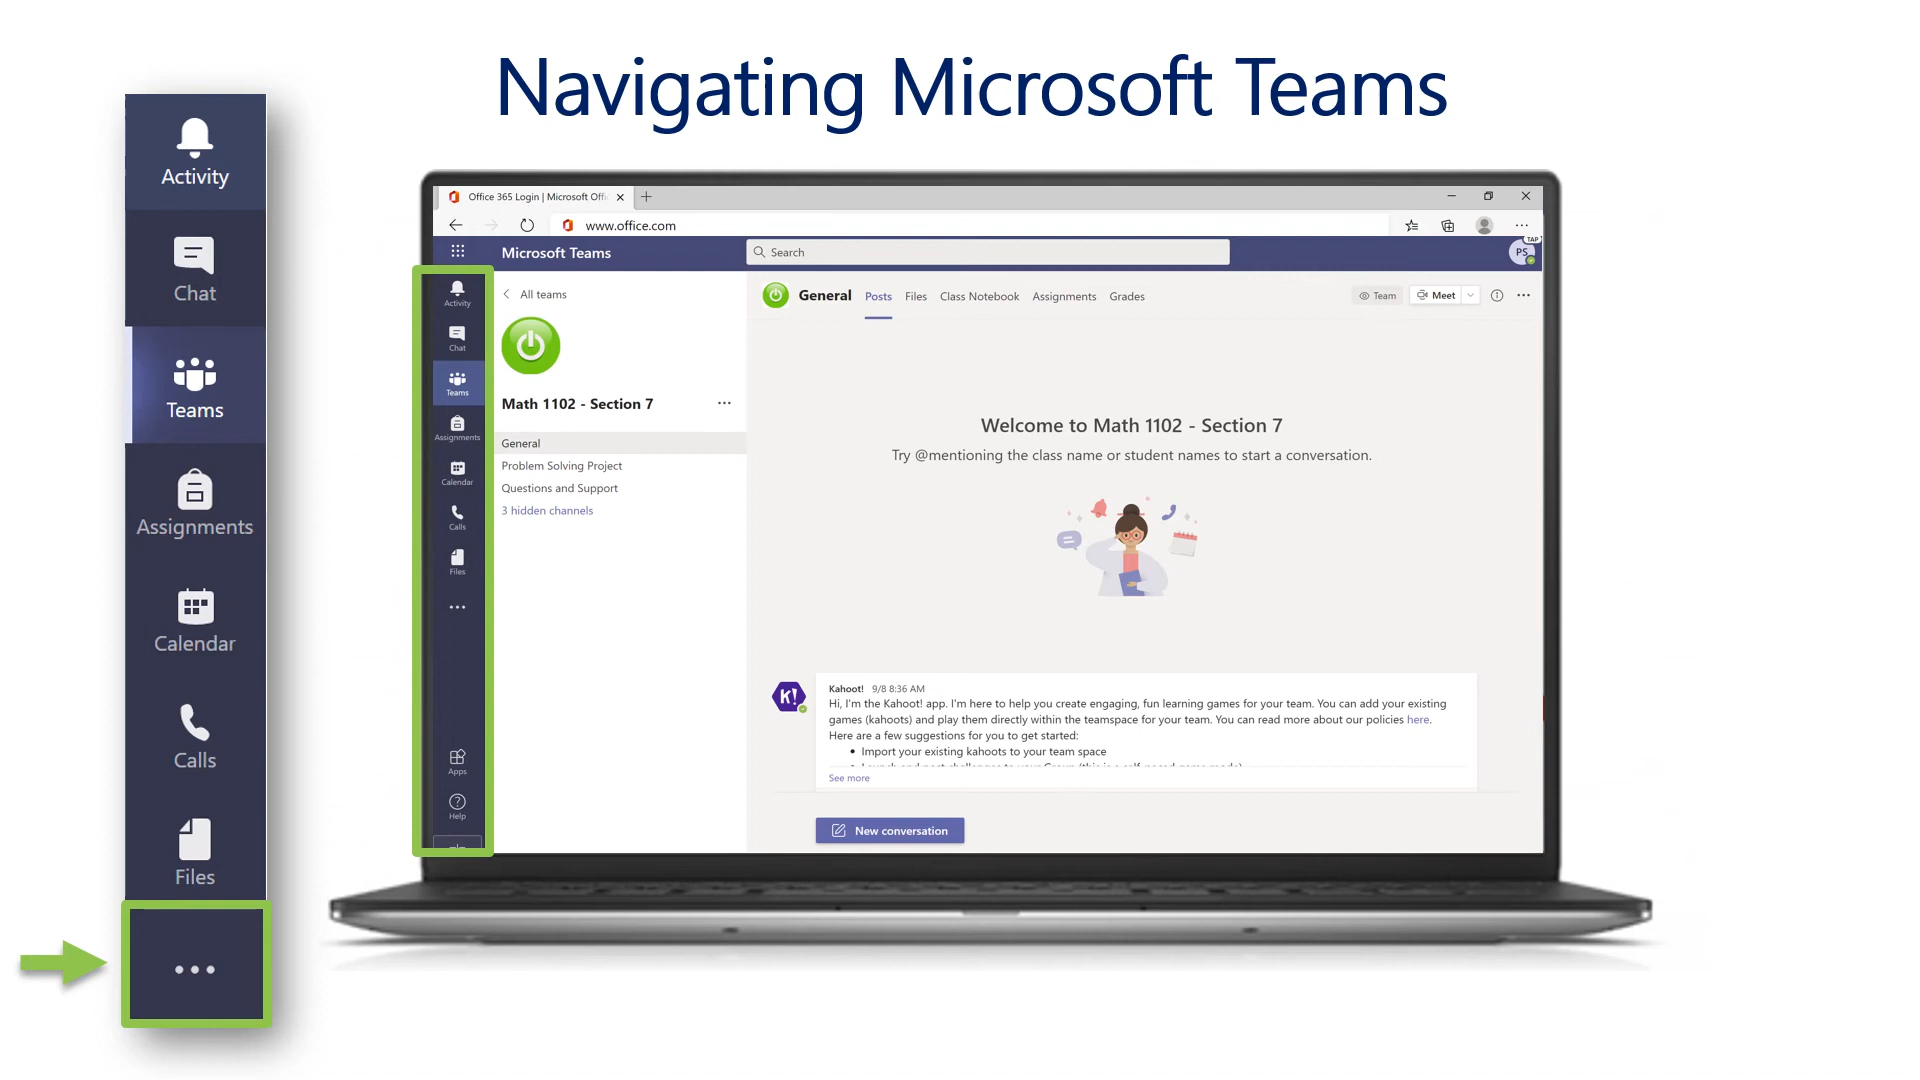 Navigating Microsoft Teams
Activity
Chat
Teams
Assignments
Calendar
Calls
Files
Office 365 Login | Microsoft Offi
www.office.com
Microsoft Teams
Search
TAP
PS
Activity
Chat
Teams
Assignments
Calendar
Calls
Files
Apps
Help
All teams
Math 1102 - Section 7
General
Problem Solving Project
Questions and Support
3 hidden channels
General Posts Files Class Notebook Assignments Grades
Team
Meet
Welcome to Math 1102 - Section 7
Try @mentioning the class name or student names to start a conversation.
K!
Kahoot! 9/8 8:36 AM
Hi, I'm the Kahoot! app. I'm here to help you create engaging, fun learning games for your team. You can add your existing
games (kahoots) and play them directly within the teamspace for your team. You can read more about our policies here.
Here are a few suggestions for you to get started:
• Import your existing kahoots to your team space
See more
New conversation